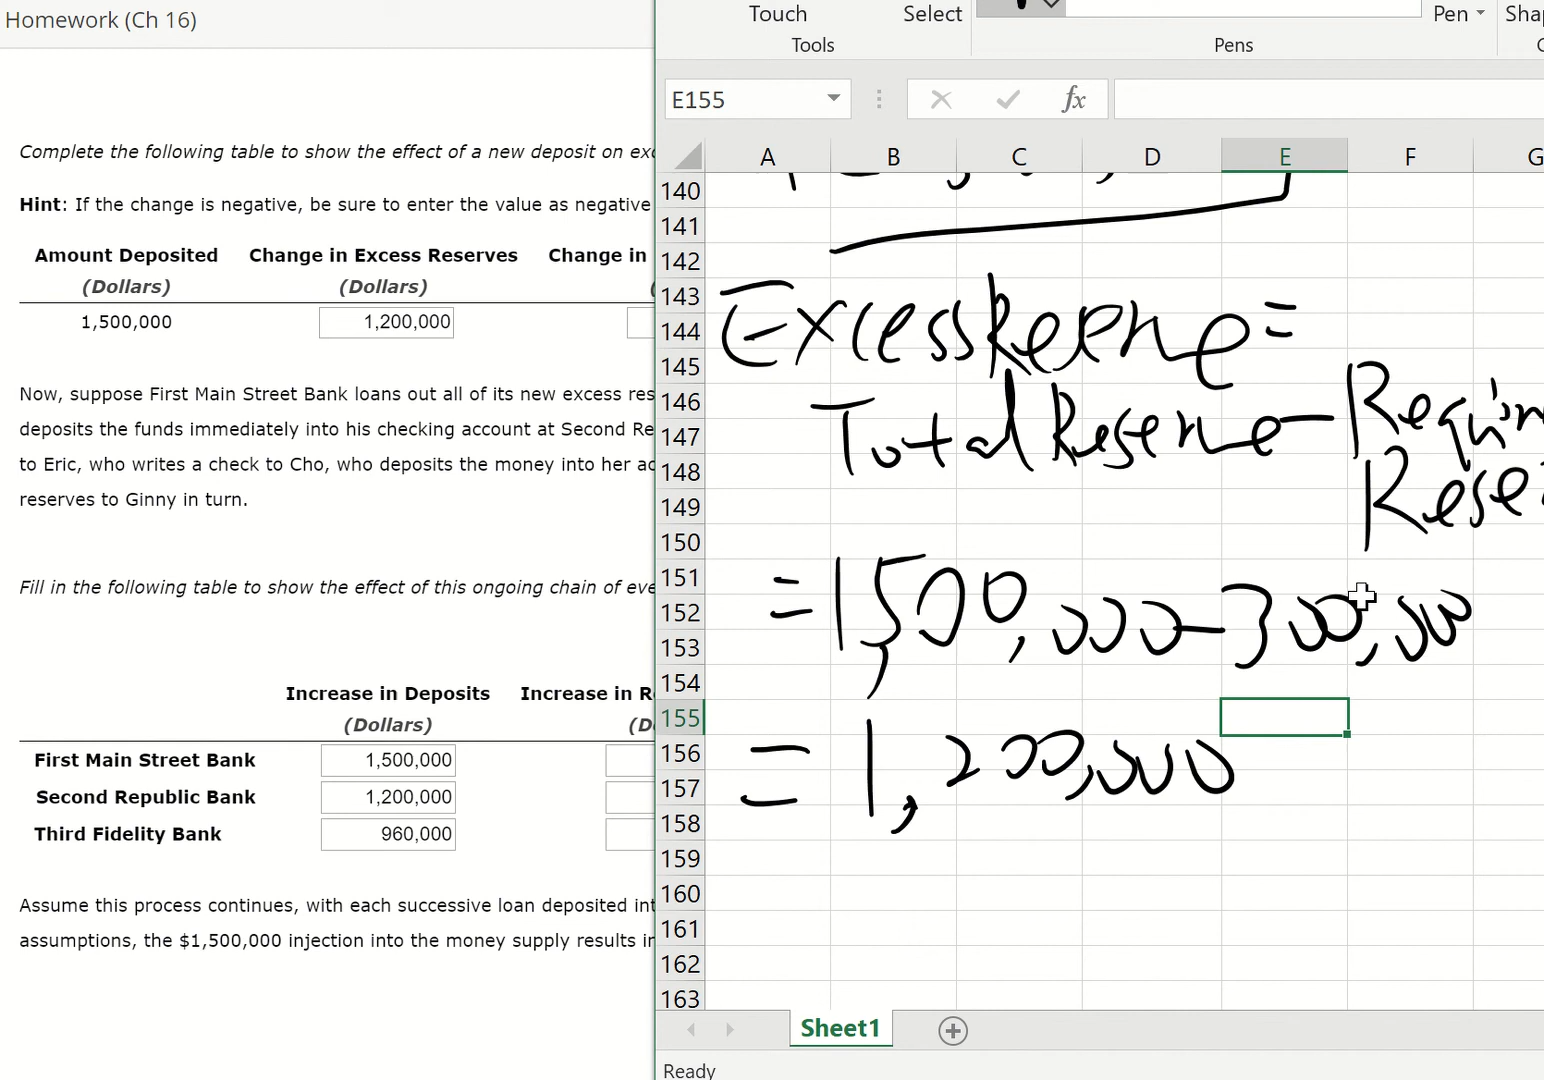 Homework (Ch 16)
Complete the following table to show the effect of a new deposit on exc
Hint: If the change is negative, be sure to enter the value as negative
Amount Deposited Change in Excess Reserves Change in
(Dollars) (Dollars) (
1,500,000 1,200,000
Now, suppose First Main Street Bank loans out all of its new excess res
deposits the funds immediately into his checking account at Second Re
to Eric, who writes a check to Cho, who deposits the money into her ac
reserves to Ginny in turn.
Fill in the following table to show the effect of this ongoing chain of eve
Increase in Deposits Increase in R
(Dollars) (D
First Main Street Bank 1,500,000
Second Republic Bank 1,200,000
Third Fidelity Bank 960,000
Assume this process continues, with each successive loan deposited int
assumptions, the $1,500,000 injection into the money supply results in
Touch Select Pen Shap
Tools Pens
E155 fx
A B C D E F G
140
141
142
143
144
145
146
147
148
149
150
151
152
153
154
155
156
157
158
159
160
161
162
163
Excess Reserve =
Total Reserve - Requir
Reser
= 1,500,000 - 300,000
= 1,200,000
Sheet1
Ready